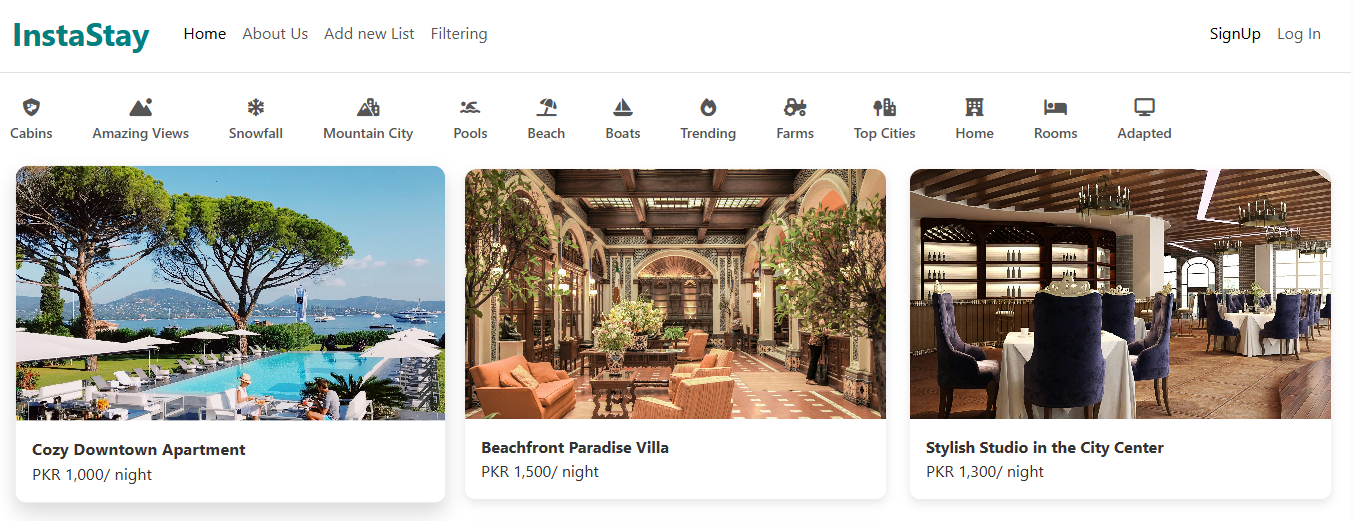 InstaStay Home About Us Add new List Filtering SignUp Log In
Cabins Amazing Views Snowfall Mountain City Pools Beach Boats Trending Farms Top Cities Home Rooms Adapted
Cozy Downtown Apartment
PKR 1,000/ night
Beachfront Paradise Villa
PKR 1,500/ night
Stylish Studio in the City Center
PKR 1,300/ night